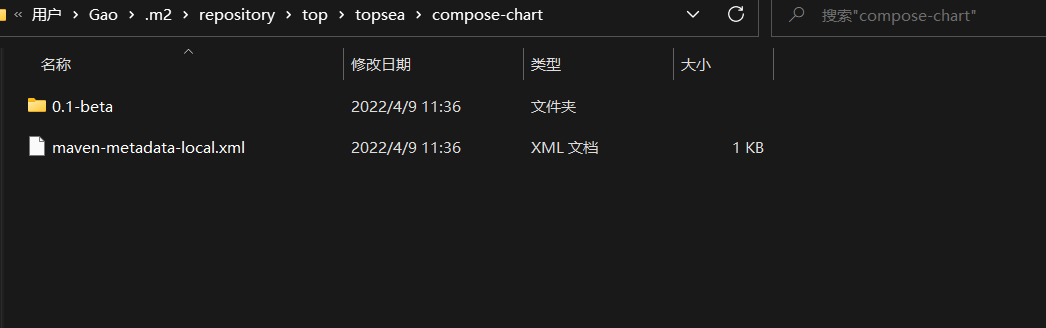 « 用户 > Gao > .m2 > repository > top > topsea > compose-chart 搜索"compose-chart"
名称 修改日期 类型 大小
0.1-beta 2022/4/9 11:36 文件夹
maven-metadata-local.xml 2022/4/9 11:36 XML 文档 1 KB